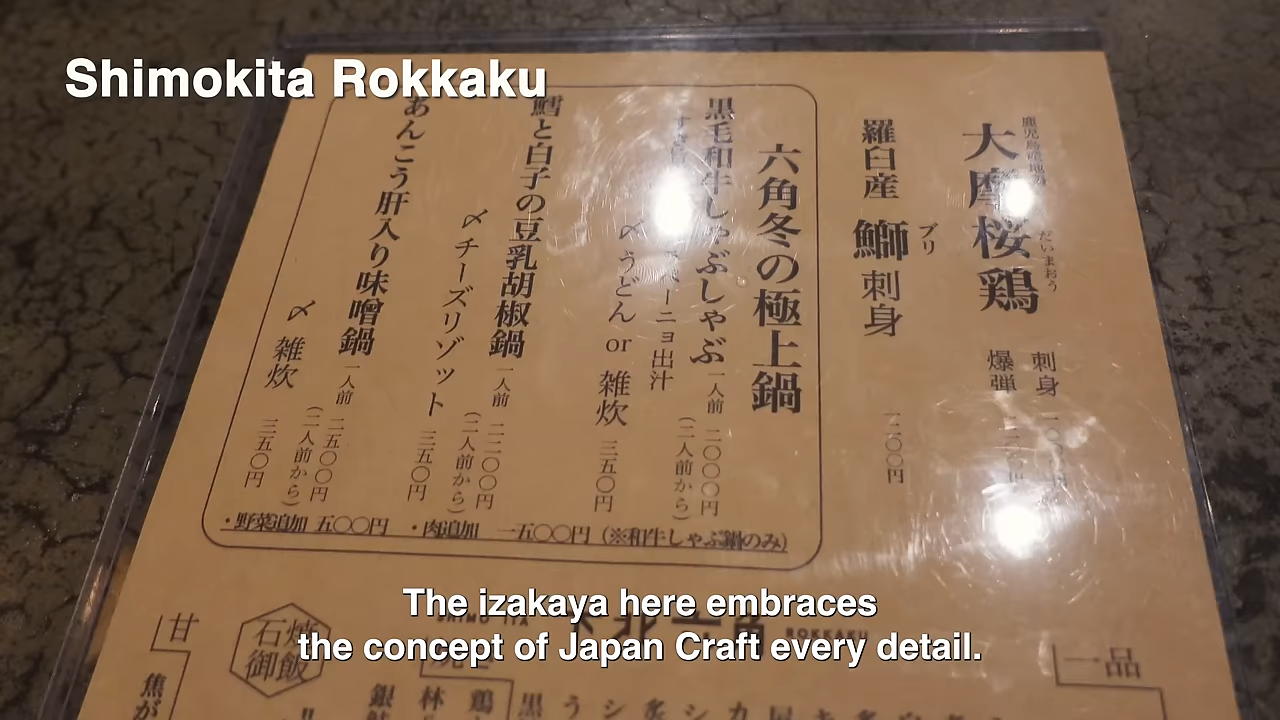 Shimokita Rokkaku
大摩桜鶏
だいまおう
刺身
爆弾
羅臼産 鰤 刺身
ブリ
一二〇〇円
六角冬の極上鍋
黒毛和牛しゃぶしゃぶ 一人前 二〇〇〇円
(二人前から)
出汁
〆 うどん or 雑炊 三五〇円
鱈と白子の豆乳胡椒鍋 一人前 二二〇〇円
(二人前から)
〆 チーズリゾット 三五〇円
あんこう肝入り味噌鍋 一人前 二五〇〇円
(二人前から)
〆 雑炊 三五〇円
・野菜追加 五〇〇円 ・肉追加 一五〇〇円 (※和牛しゃぶ鍋のみ)
The izakaya here embraces
the concept of Japan Craft every detail.
ROKKAKU
一品
石焼
御飯
甘
焦が